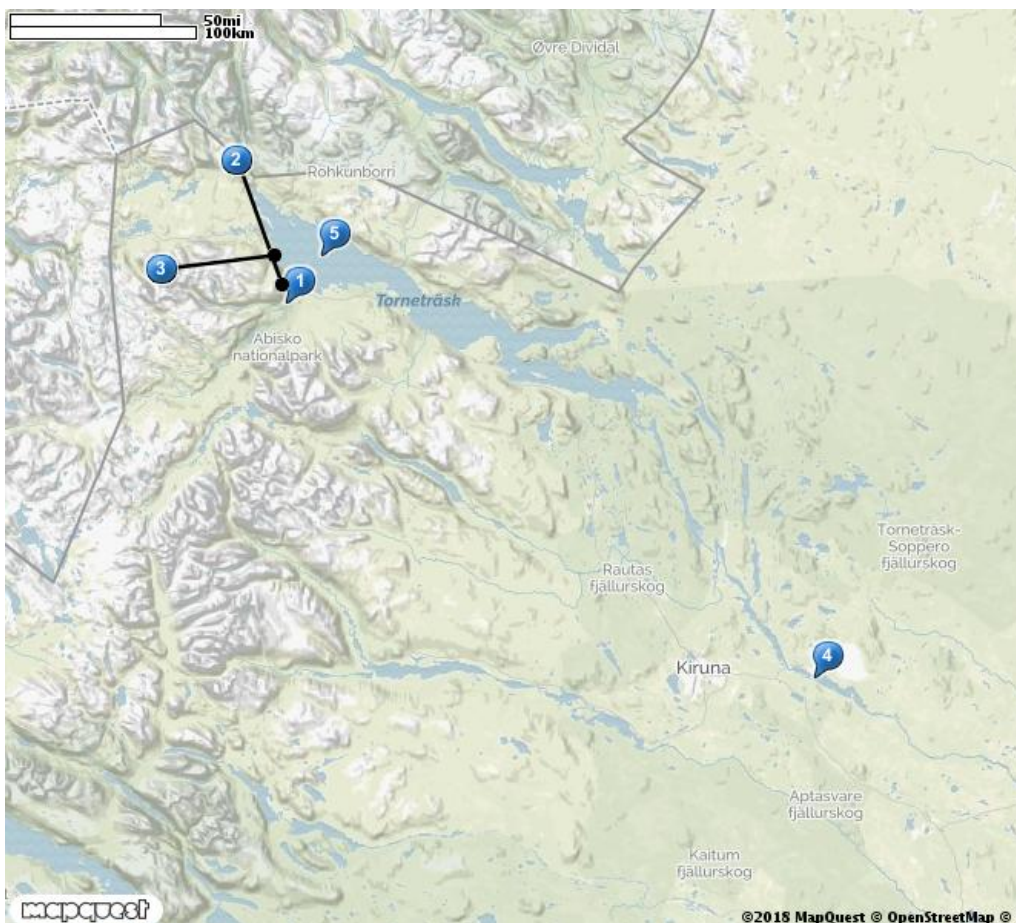 50mi
100km
Øvre Dividal
2
Rohkunborri
5
3
1
Torneträsk
Abisko
nationalpark
Torneträsk-
Soppero
fjällurskog
Rautas
fjällurskog
4
Kiruna
Aptasvare
fjällurskog
Kaitum
fjällurskog
mapquest
©2018 MapQuest © OpenStreetMap ©